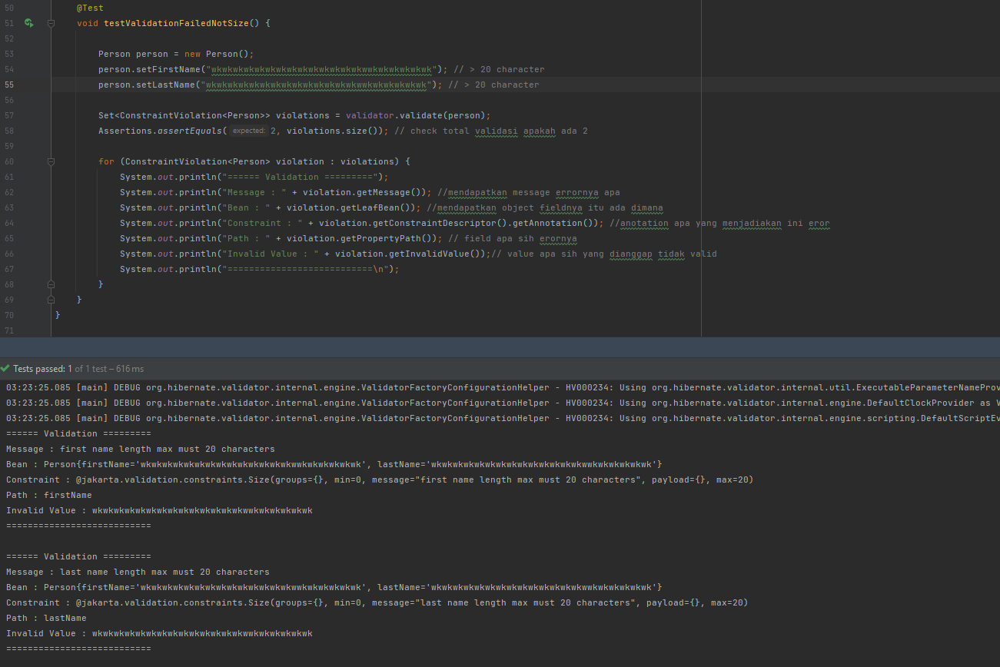 50 @Test
51 void testValidationFailedNotSize() {
52
53 Person person = new Person();
54 person.setFirstName("wkwkwkwkwkwkwkwkwkwkwkwkwkwkwwkwkwkwkwkwk"); // > 20 character
55 person.setLastName("wkwkwkwkwkwkwkwkwkwkwkwkwkwkwwkwkwkwkwkwk"); // > 20 character
56
57 Set<ConstraintViolation<Person>> violations = validator.validate(person);
58 Assertions.assertEquals( expected: 2, violations.size()); // check total validasi apakah ada 2
59
60 for (ConstraintViolation<Person> violation : violations) {
61 System.out.println("====== Validation =========");
62 System.out.println("Message : " + violation.getMessage()); //mendapatkan message errornya apa
63 System.out.println("Bean : " + violation.getLeafBean()); //mendapatkan object fieldnya itu ada dimana
64 System.out.println("Constraint : " + violation.getConstraintDescriptor().getAnnotation()); //anotation apa yang menjadiakan ini eror
65 System.out.println("Path : " + violation.getPropertyPath()); // field apa sih erornya
66 System.out.println("Invalid Value : " + violation.getInvalidValue());// value apa sih yang dianggap tidak valid
67 System.out.println("===========================\n");
68 }
69 }
70 }
71
Tests passed: 1 of 1 test – 616 ms
03:23:25.085 [main] DEBUG org.hibernate.validator.internal.engine.ValidatorFactoryConfigurationHelper - HV000234: Using org.hibernate.validator.internal.util.ExecutableParameterNameProv
03:23:25.085 [main] DEBUG org.hibernate.validator.internal.engine.ValidatorFactoryConfigurationHelper - HV000234: Using org.hibernate.validator.internal.engine.DefaultClockProvider as V
03:23:25.085 [main] DEBUG org.hibernate.validator.internal.engine.ValidatorFactoryConfigurationHelper - HV000234: Using org.hibernate.validator.internal.engine.scripting.DefaultScriptEv
====== Validation =========
Message : first name length max must 20 characters
Bean : Person{firstName='wkwkwkwkwkwkwkwkwkwkwkwkwkwkwwkwkwkwkwkwk', lastName='wkwkwkwkwkwkwkwkwkwkwkwkwkwkwwkwkwkwkwkwk'}
Constraint : @jakarta.validation.constraints.Size(groups={}, min=0, message="first name length max must 20 characters", payload={}, max=20)
Path : firstName
Invalid Value : wkwkwkwkwkwkwkwkwkwkwkwkwkwkwwkwkwkwkwkwk
===========================
====== Validation =========
Message : last name length max must 20 characters
Bean : Person{firstName='wkwkwkwkwkwkwkwkwkwkwkwkwkwkwwkwkwkwkwkwk', lastName='wkwkwkwkwkwkwkwkwkwkwkwkwkwkwwkwkwkwkwkwk'}
Constraint : @jakarta.validation.constraints.Size(groups={}, min=0, message="last name length max must 20 characters", payload={}, max=20)
Path : lastName
Invalid Value : wkwkwkwkwkwkwkwkwkwkwkwkwkwkwwkwkwkwkwkwk
===========================